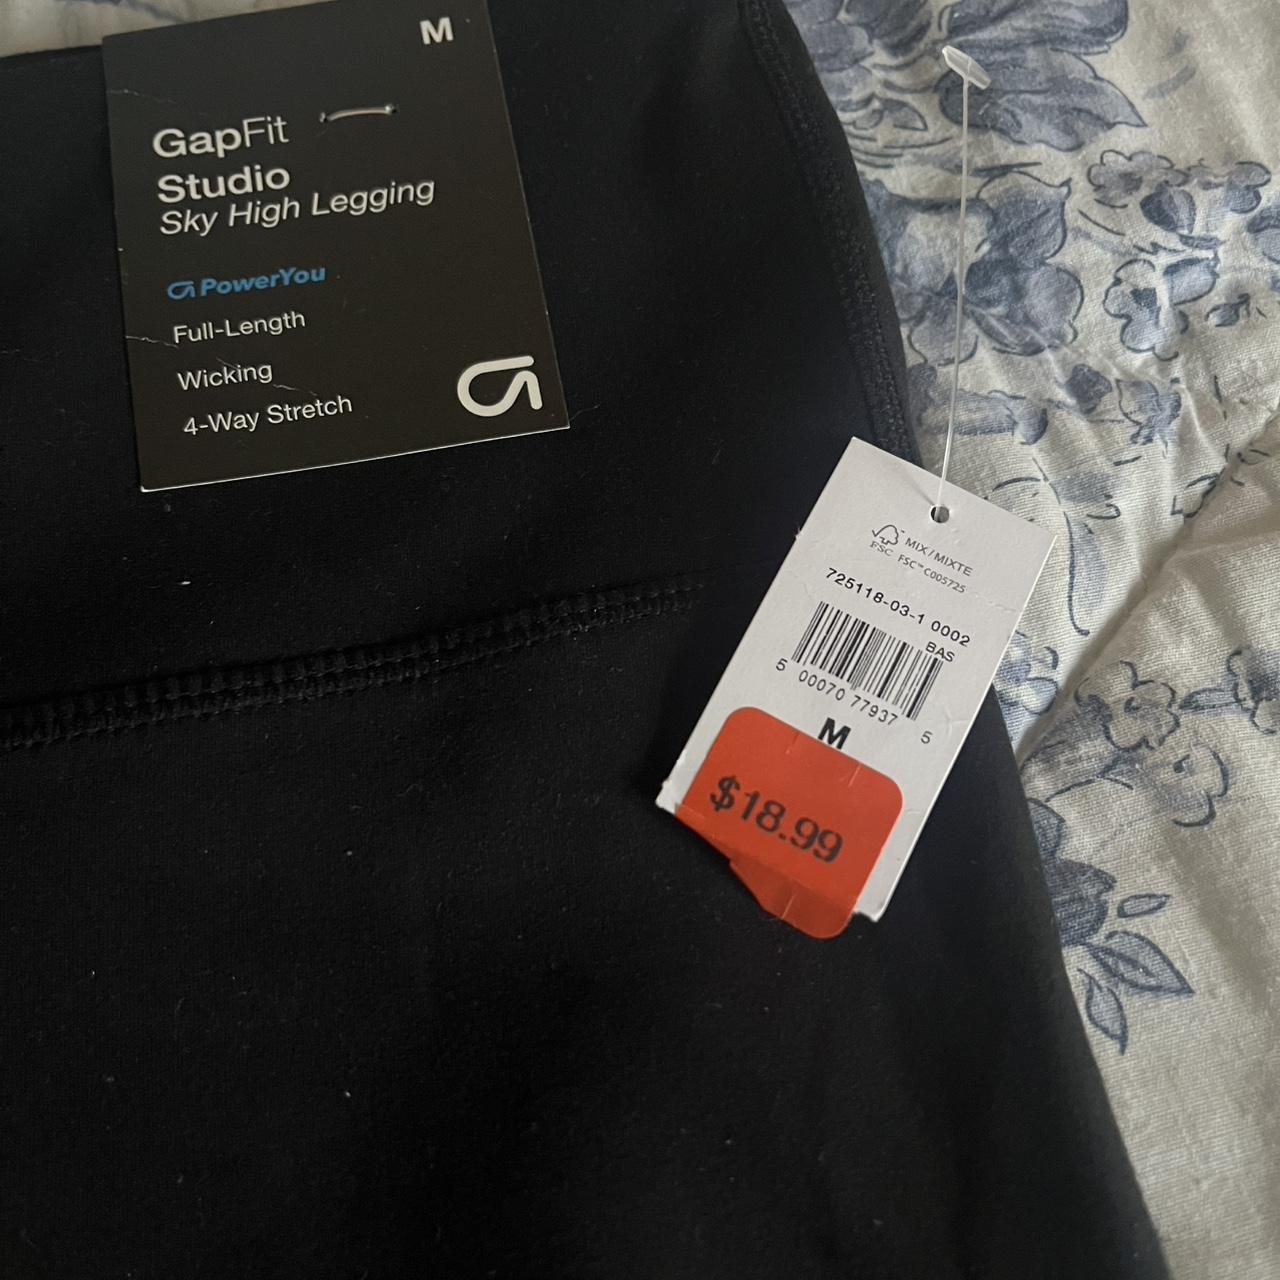 M
GapFit
Studio
Sky High Legging
PowerYou
Full-Length
Wicking
4-Way Stretch
FSC
MIX/MIXTE
FSC™ C005725
725118-03-1 0002
BAS
5 00070 77937 5
M
$18.99